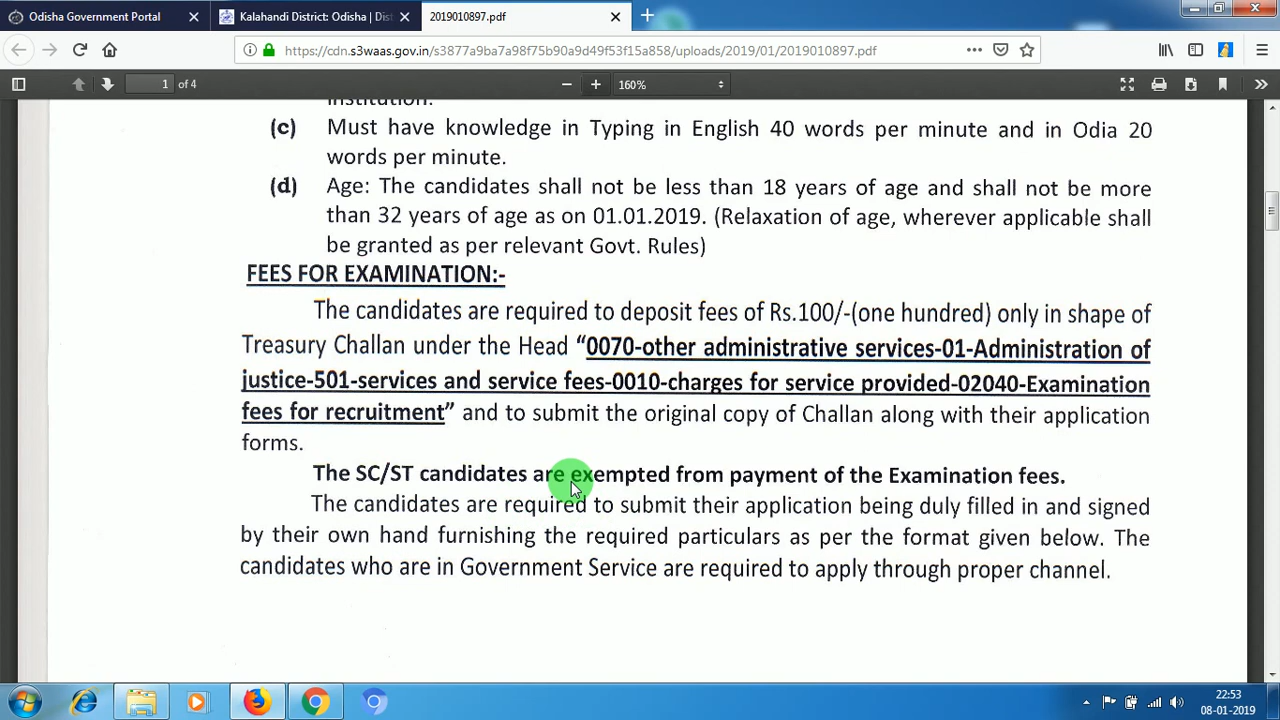 Odisha Government Portal
Kalahandi District: Odisha | Dist
2019010897.pdf
https://cdn.s3waas.gov.in/s3877a9ba7a98f75b90a9d49f53f15a858/uploads/2019/01/2019010897.pdf
1 of 4
160%
institution.
(c) Must have knowledge in Typing in English 40 words per minute and in Odia 20
words per minute.
(d) Age: The candidates shall not be less than 18 years of age and shall not be more
than 32 years of age as on 01.01.2019. (Relaxation of age, wherever applicable shall
be granted as per relevant Govt. Rules)
FEES FOR EXAMINATION:-
The candidates are required to deposit fees of Rs.100/-(one hundred) only in shape of
Treasury Challan under the Head “0070-other administrative services-01-Administration of
justice-501-services and service fees-0010-charges for service provided-02040-Examination
fees for recruitment” and to submit the original copy of Challan along with their application
forms.
The SC/ST candidates are exempted from payment of the Examination fees.
The candidates are required to submit their application being duly filled in and signed
by their own hand furnishing the required particulars as per the format given below. The
candidates who are in Government Service are required to apply through proper channel.
22:53
08-01-2019